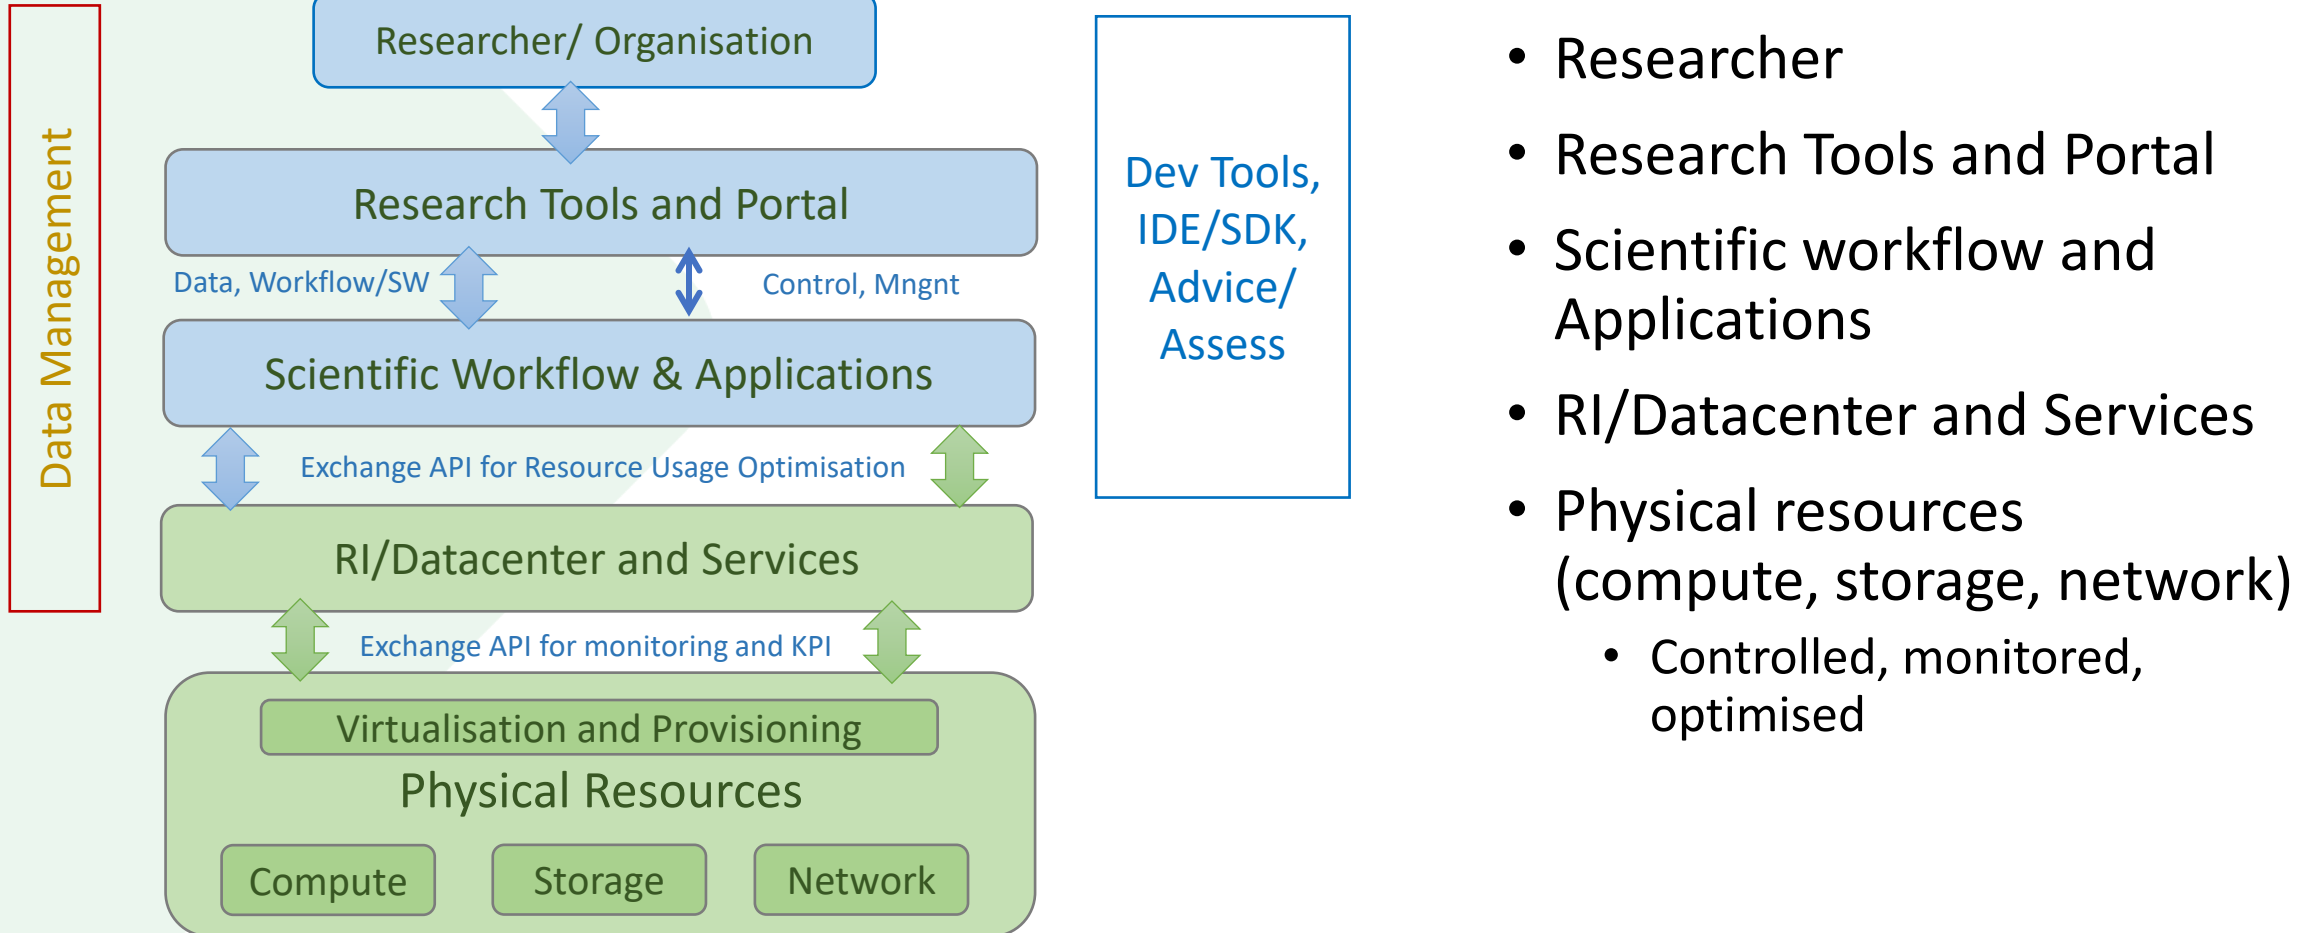 Data Management
Researcher/ Organisation
Research Tools and Portal
Data, Workflow/SW
Control, Mngnt
Scientific Workflow & Applications
Exchange API for Resource Usage Optimisation
RI/Datacenter and Services
Exchange API for monitoring and KPI
Virtualisation and Provisioning
Physical Resources
Compute
Storage
Network
Dev Tools,
IDE/SDK,
Advice/
Assess
• Researcher
• Research Tools and Portal
• Scientific workflow and
Applications
• RI/Datacenter and Services
• Physical resources
(compute, storage, network)
• Controlled, monitored,
optimised